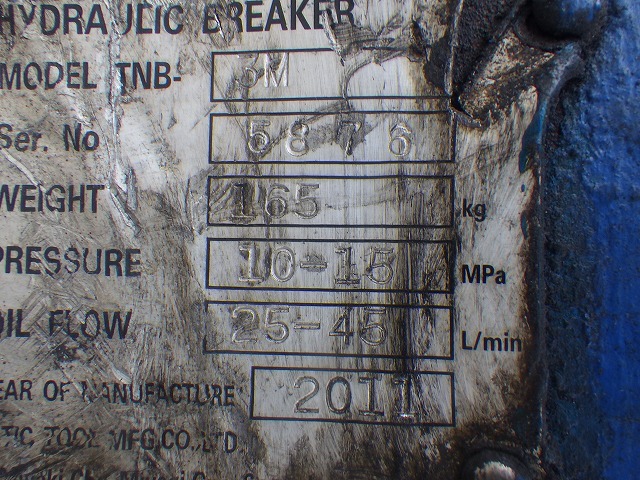 HYDRAULIC BREAKER
MODEL TNB- 3M
Ser. No 5876
WEIGHT 165 kg
PRESSURE 10-15 MPa
OIL FLOW 25-45 L/min
EAR OF MANUFACTURE 2011
TIC TOOL MFG.CO.,LTD.